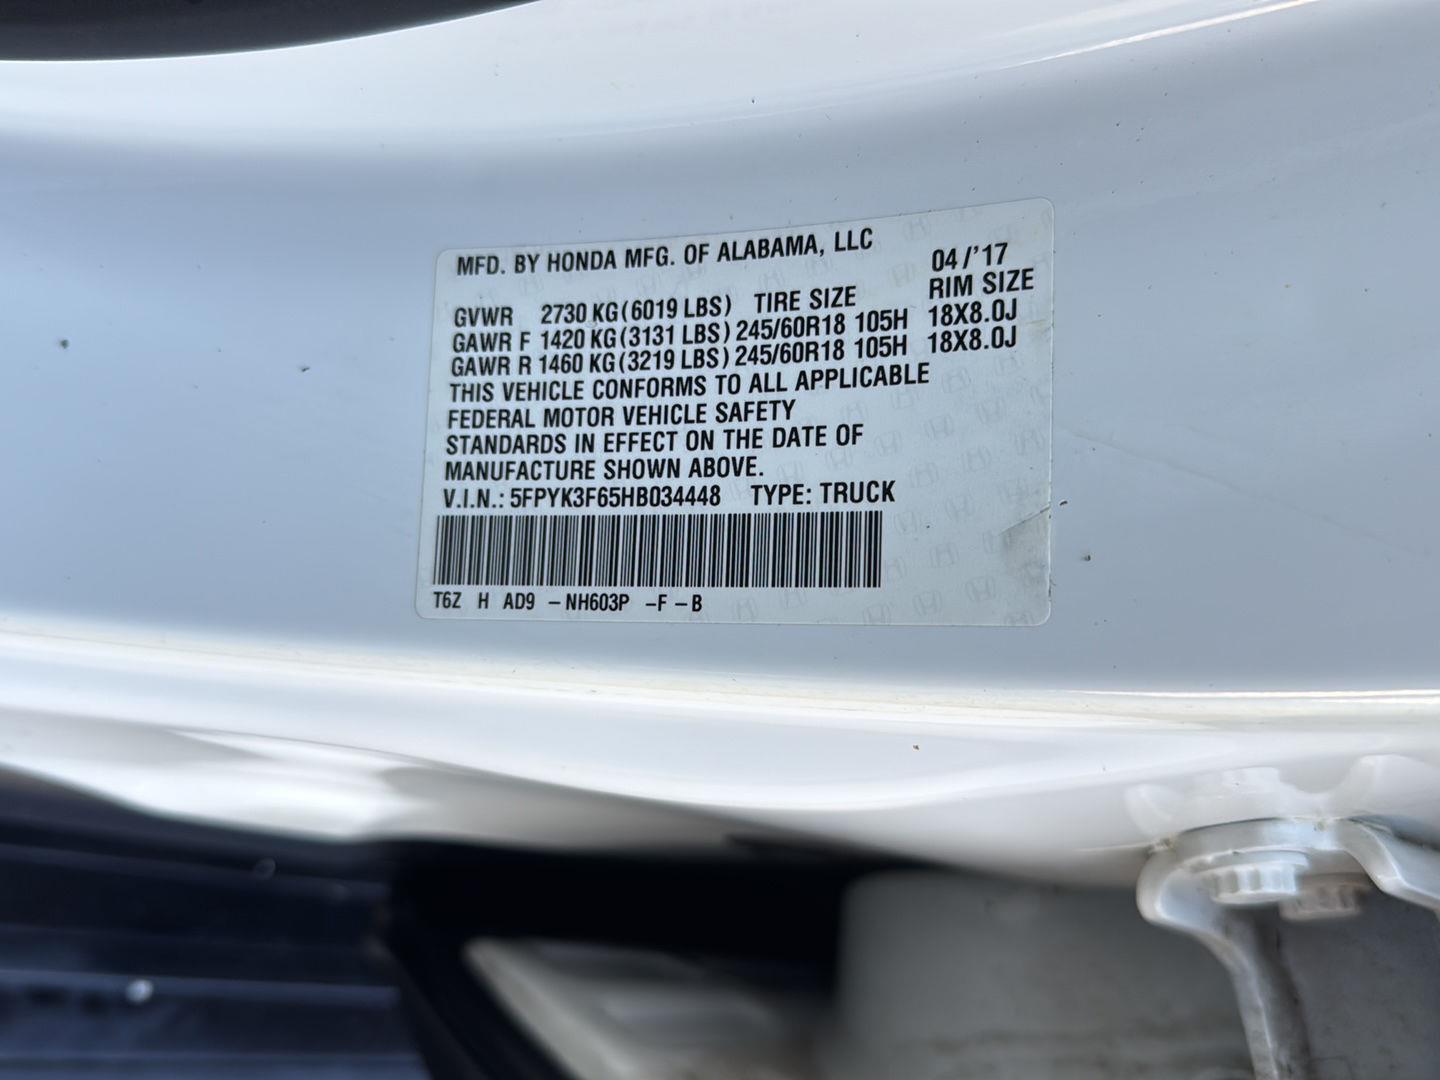 MFD. BY HONDA MFG. OF ALABAMA, LLC 04/'17
GVWR 2730 KG(6019 LBS) TIRE SIZE RIM SIZE
GAWR F 1420 KG(3131 LBS) 245/60R18 105H 18X8.0J
GAWR R 1460 KG(3219 LBS) 245/60R18 105H 18X8.0J
THIS VEHICLE CONFORMS TO ALL APPLICABLE
FEDERAL MOTOR VEHICLE SAFETY
STANDARDS IN EFFECT ON THE DATE OF
MANUFACTURE SHOWN ABOVE.
V.I.N.: 5FPYK3F65HB034448 TYPE: TRUCK
T6Z H AD9 -NH603P -F-B